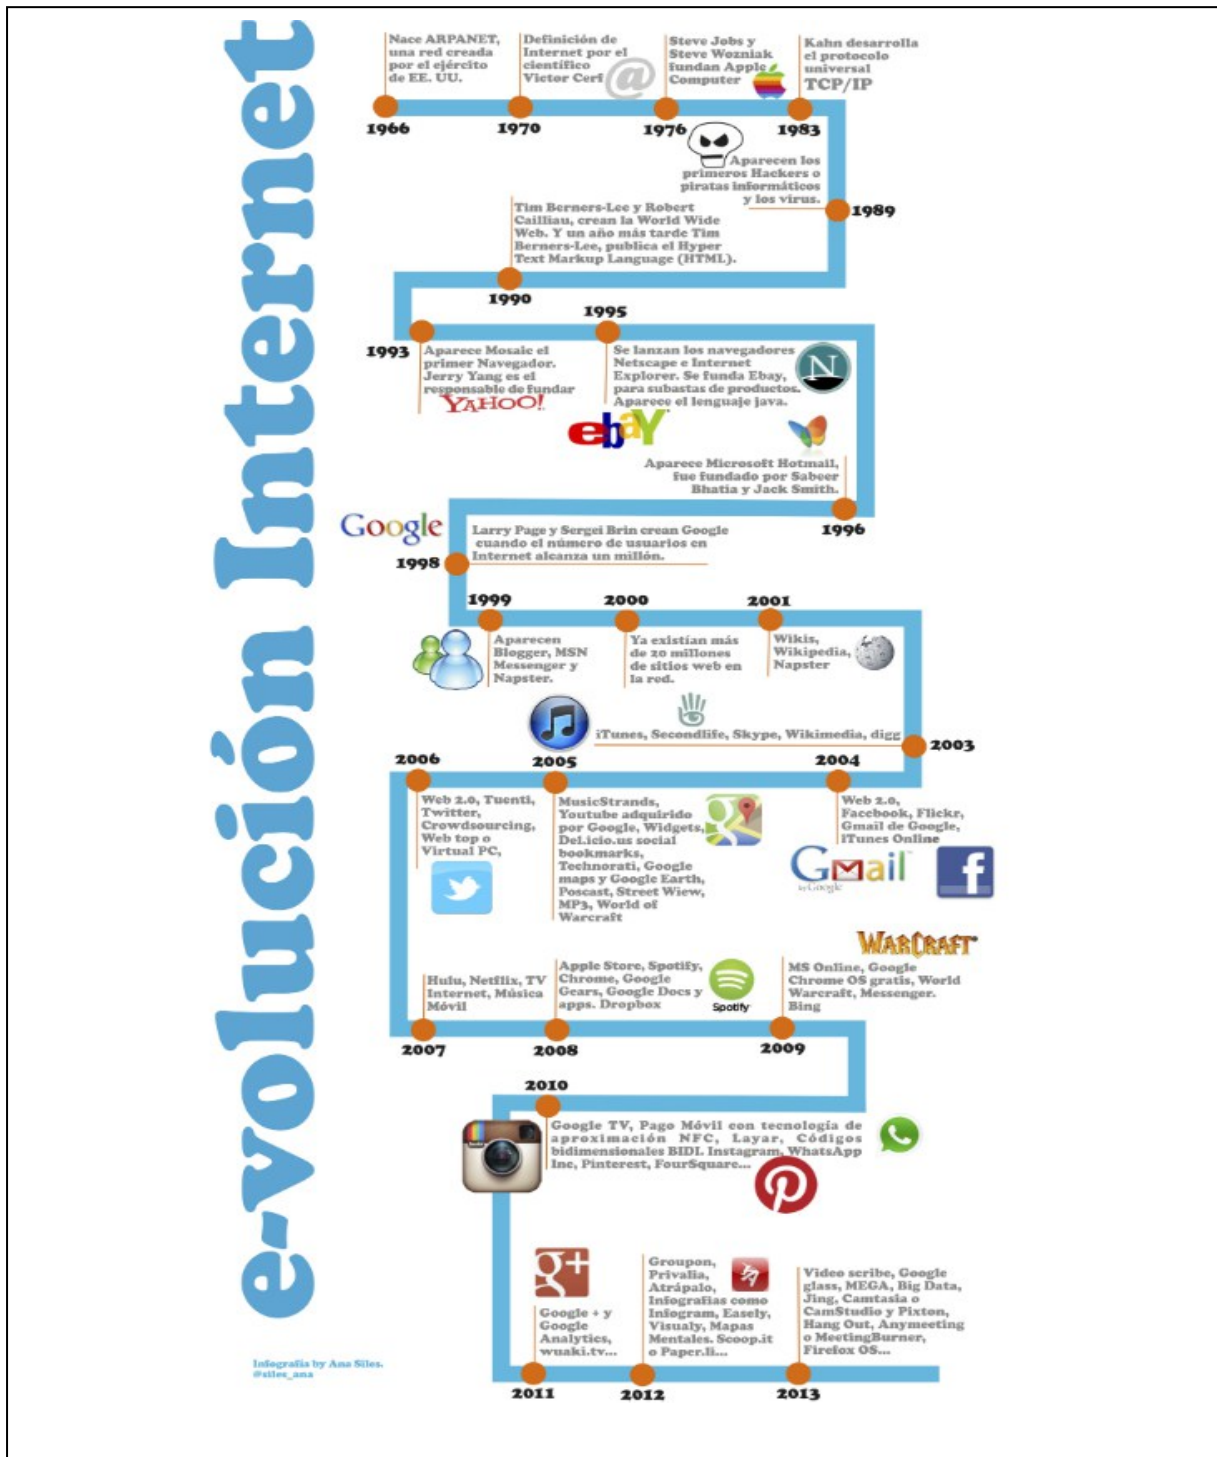 e-volución Internet
Nace ARPANET,
una red creada
por el ejército
de EE. UU.
1966
Definición de
Internet por el
científico
Victor Cerf
@
1970
Steve Jobs y
Steve Wozniak
fundan Apple
Computer
1976
Kahn desarrolla
el protocolo
universal
TCP/IP
1983
Aparecen los
primeros Hackers o
piratas informáticos
y los virus.
1989
Tim Berners-Lee y Robert
Cailliau, crean la World Wide
Web. Y un año más tarde Tim
Berners-Lee, publica el Hyper
Text Markup Language (HTML).
1990
1993
Aparece Mosaic el
primer Navegador.
Jerry Yang es el
responsable de fundar
YAHOO!
1995
Se lanzan los navegadores
Netscape e Internet
Explorer. Se funda Ebay,
para subastas de productos.
Aparece el lenguaje java.
N
ebaY
Aparece Microsoft Hotmail,
fue fundado por Sabeer
Bhatia y Jack Smith.
1996
Google
1998
Larry Page y Sergei Brin crean Google
cuando el número de usuarios en
Internet alcanza un millón.
1999
Aparecen
Blogger, MSN
Messenger y
Napster.
2000
Ya existían más
de 20 millones
de sitios web en
la red.
2001
Wikis,
Wikipedia,
Napster
iTunes, Secondlife, Skype, Wikimedia, digg
2003
2004
Web 2.0,
Facebook, Flickr,
Gmail de Google,
iTunes Online
Gmail™
by Google
f
2005
MusicStrands,
Youtube adquirido
por Google, Widgets,
Del.icio.us social
bookmarks,
Technorati, Google
maps y Google Earth,
Poscast, Street Wiew,
MP3, World of
Warcraft
g
2006
Web 2.0, Tuenti,
Twitter,
Crowdsourcing,
Web top o
Virtual PC,
Hulu, Netflix, TV
Internet, Música
Móvil
2007
Apple Store, Spotify,
Chrome, Google
Gears, Google Docs y
apps. Dropbox
Spotify
2008
WARCRAFT
MS Online, Google
Chrome OS gratis, World
Warcraft, Messenger.
Bing
2009
2010
Google TV, Pago Móvil con tecnología de
aproximación NFC, Layar, Códigos
bidimensionales BIDI. Instagram, WhatsApp
Inc, Pinterest, FourSquare...
P
g+
Google + y
Google
Analytics,
wuaki.tv...
2011
Groupon,
Privalia,
Atrápalo,
Infografías como
Infogram, Easely,
Visualy, Mapas
Mentales. Scoop.it
o Paper.li...
2012
Video scribe, Google
glass, MEGA, Big Data,
Jing, Camtasia o
CamStudio y Pixton,
Hang Out, Anymeeting
o MeetingBurner,
Firefox OS...
2013
Infografía by Ana Siles.
@siles_ana